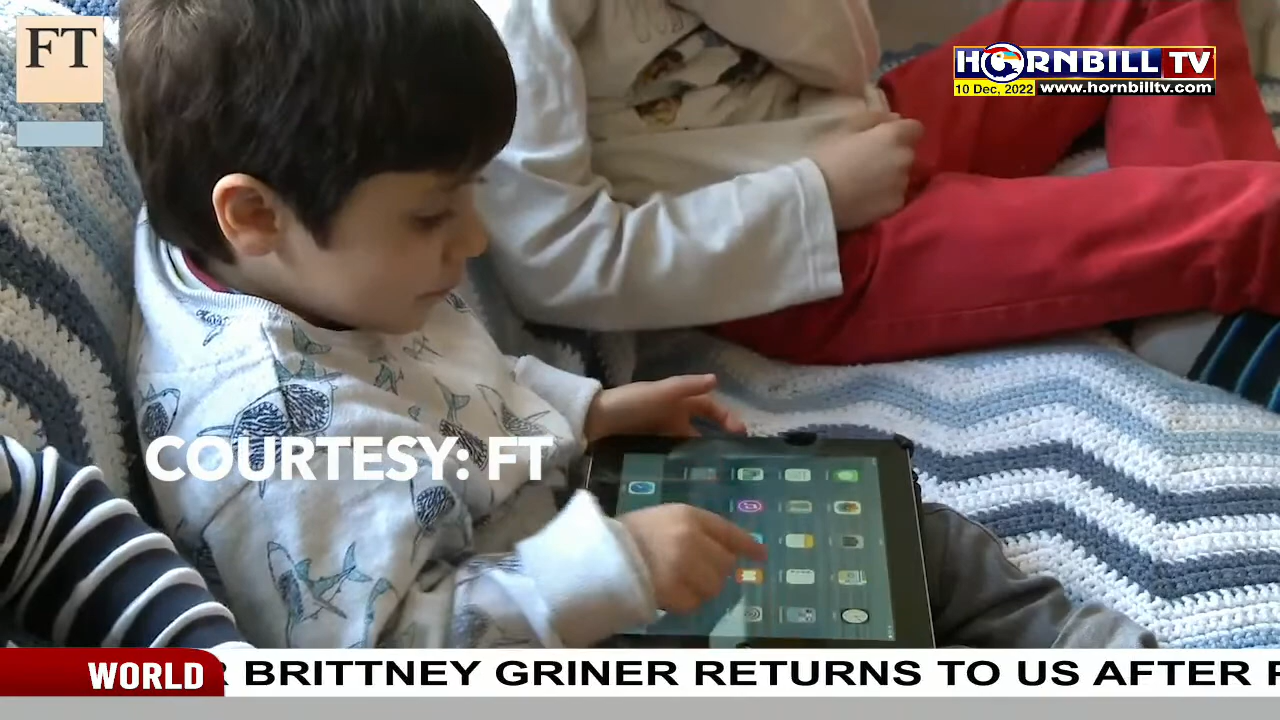 FT
HORNBILL TV
10 Dec, 2022 www.hornbilltv.com
COURTESY: FT
WORLD R BRITTNEY GRINER RETURNS TO US AFTER